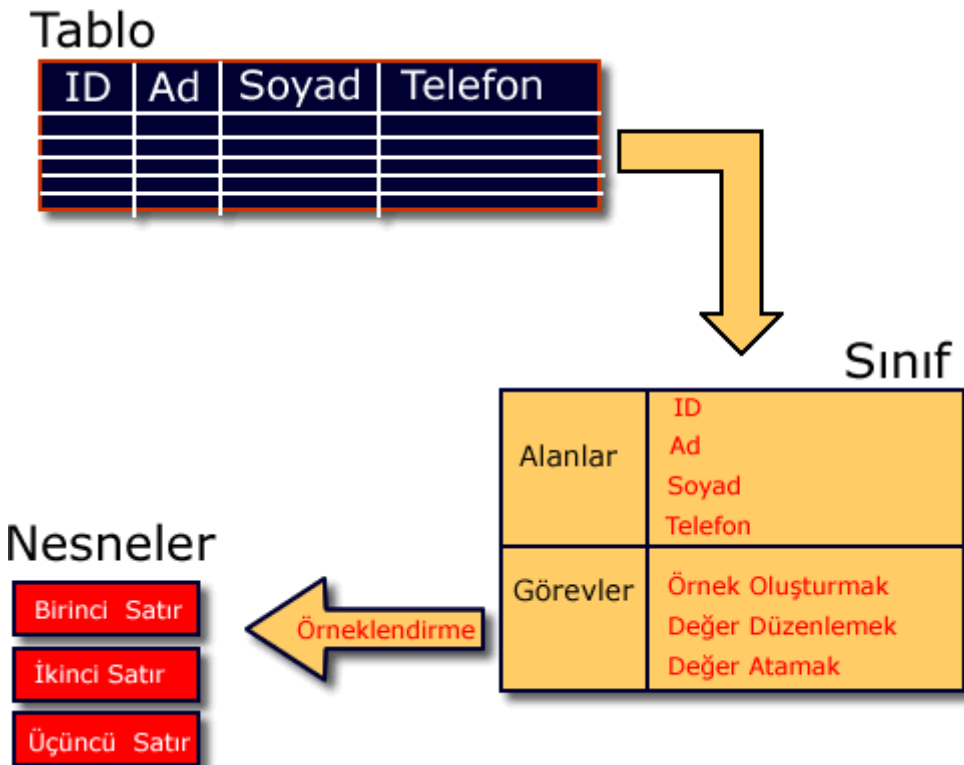 Tablo
ID Ad Soyad Telefon
Sınıf
Alanlar
ID
Ad
Soyad
Telefon
Görevler
Örnek Oluşturmak
Değer Düzenlemek
Değer Atamak
Örneklendirme
Nesneler
Birinci Satır
İkinci Satır
Üçüncü Satır